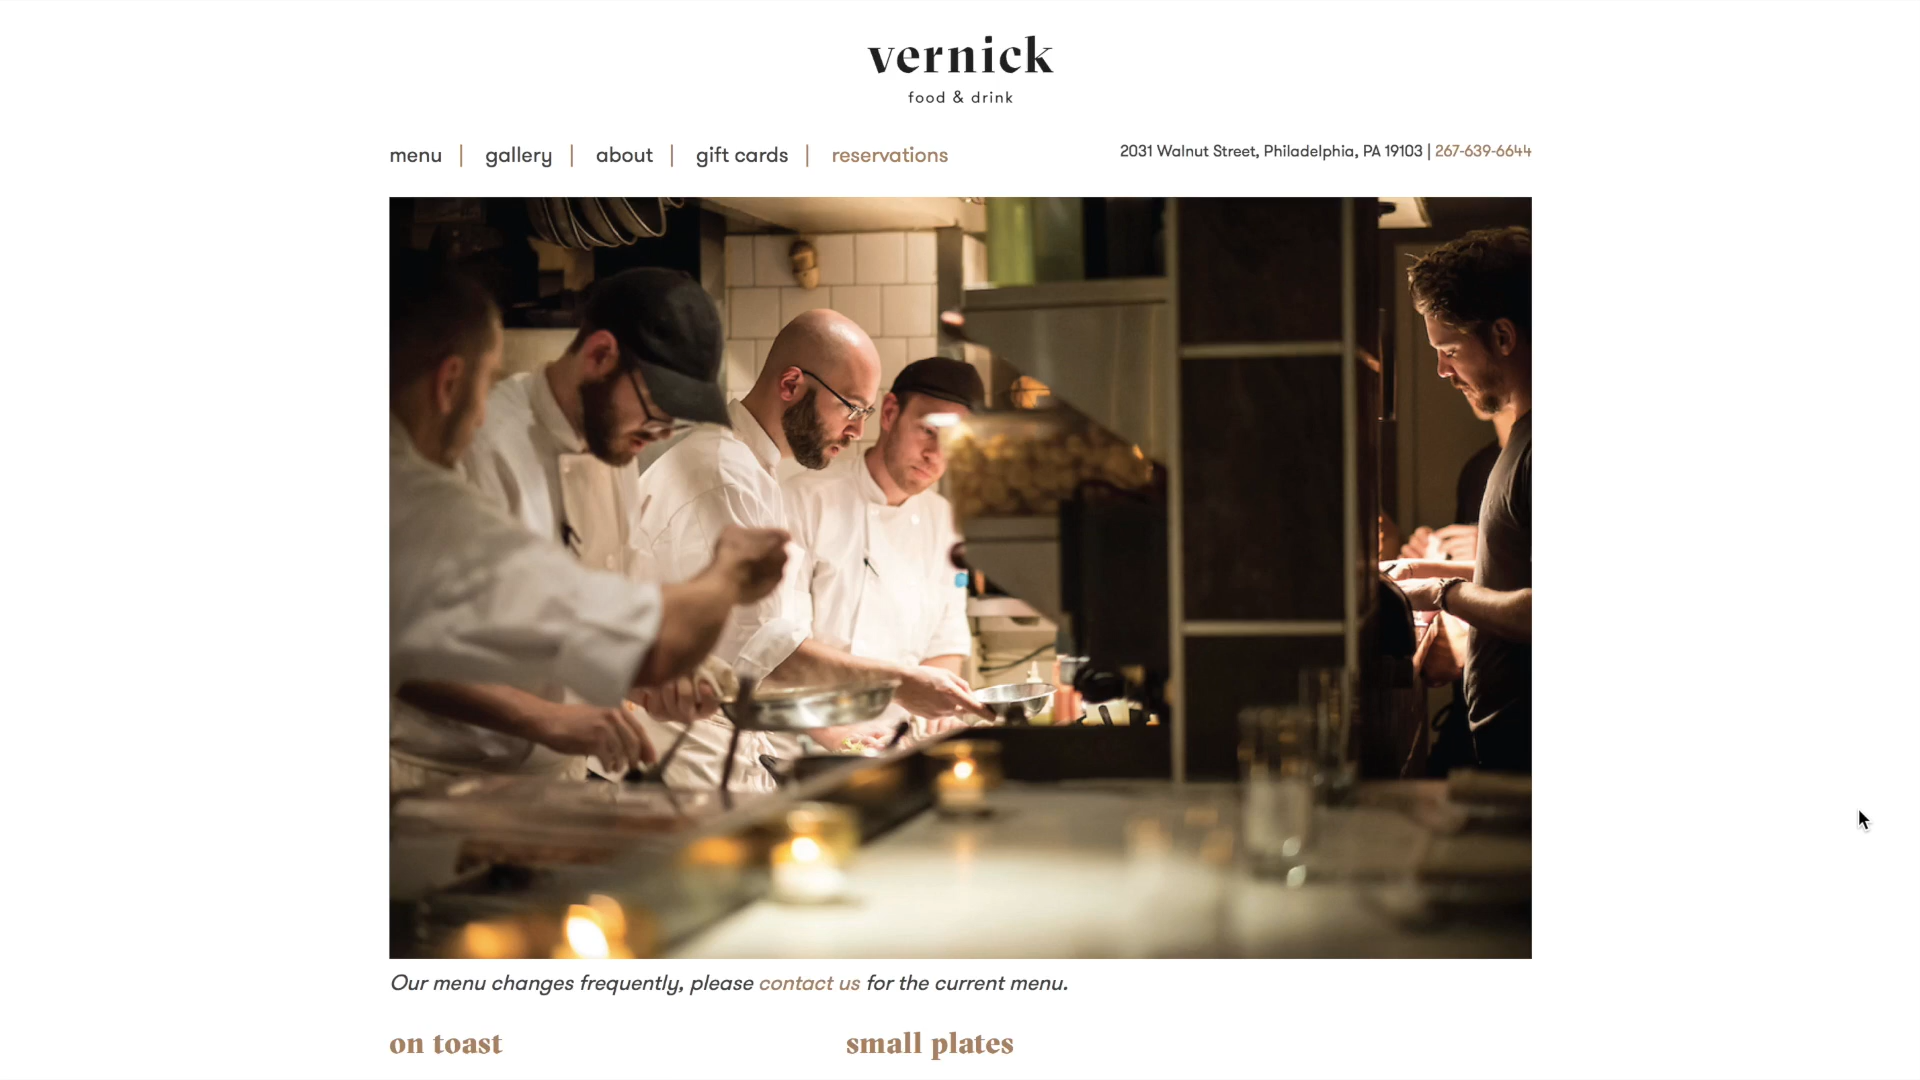 vernick
food & drink
menu | gallery | about | gift cards | reservations
2031 Walnut Street, Philadelphia, PA 19103 | 267-639-6644
Our menu changes frequently, please contact us for the current menu.
on toast
small plates